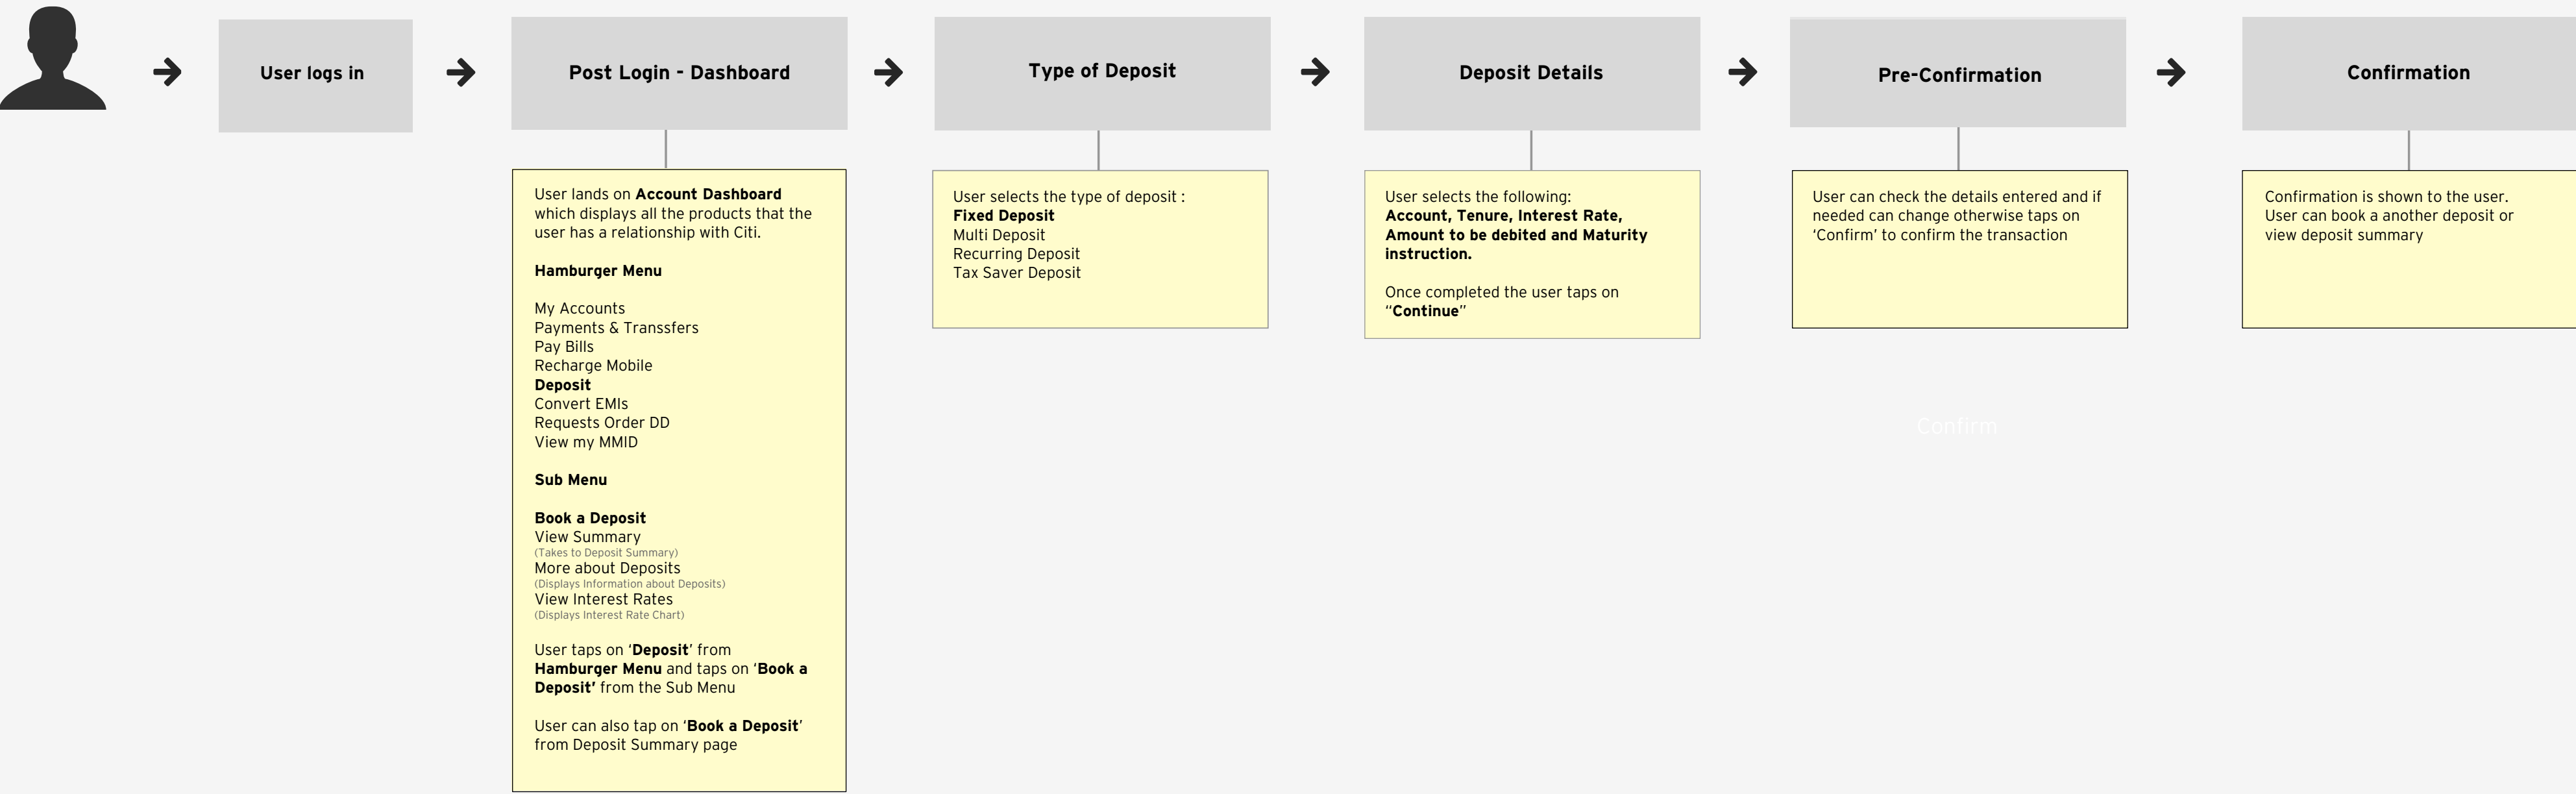 User logs in
Post Login - Dashboard
Type of Deposit
Deposit Details
Pre-Confirmation
Confirmation
User lands on Account Dashboard
which displays all the products that the
user has a relationship with Citi.
Hamburger Menu
My Accounts
Payments & Transsfers
Pay Bills
Recharge Mobile
Deposit
Convert EMIs
Requests Order DD
View my MMID
Sub Menu
Book a Deposit
View Summary
(Takes to Deposit Summary)
More about Deposits
(Displays Information about Deposits)
View Interest Rates
(Displays Interest Rate Chart)
User taps on ‘Deposit’ from
Hamburger Menu and taps on ‘Book a
Deposit’ from the Sub Menu
User can also tap on ‘Book a Deposit’
from Deposit Summary page
User selects the type of deposit :
Fixed Deposit
Multi Deposit
Recurring Deposit
Tax Saver Deposit
User selects the following:
Account, Tenure, Interest Rate,
Amount to be debited and Maturity
instruction.
Once completed the user taps on
“Continue”
User can check the details entered and if
needed can change otherwise taps on
‘Confirm’ to confirm the transaction
Confirm
Confirmation is shown to the user.
User can book a another deposit or
view deposit summary